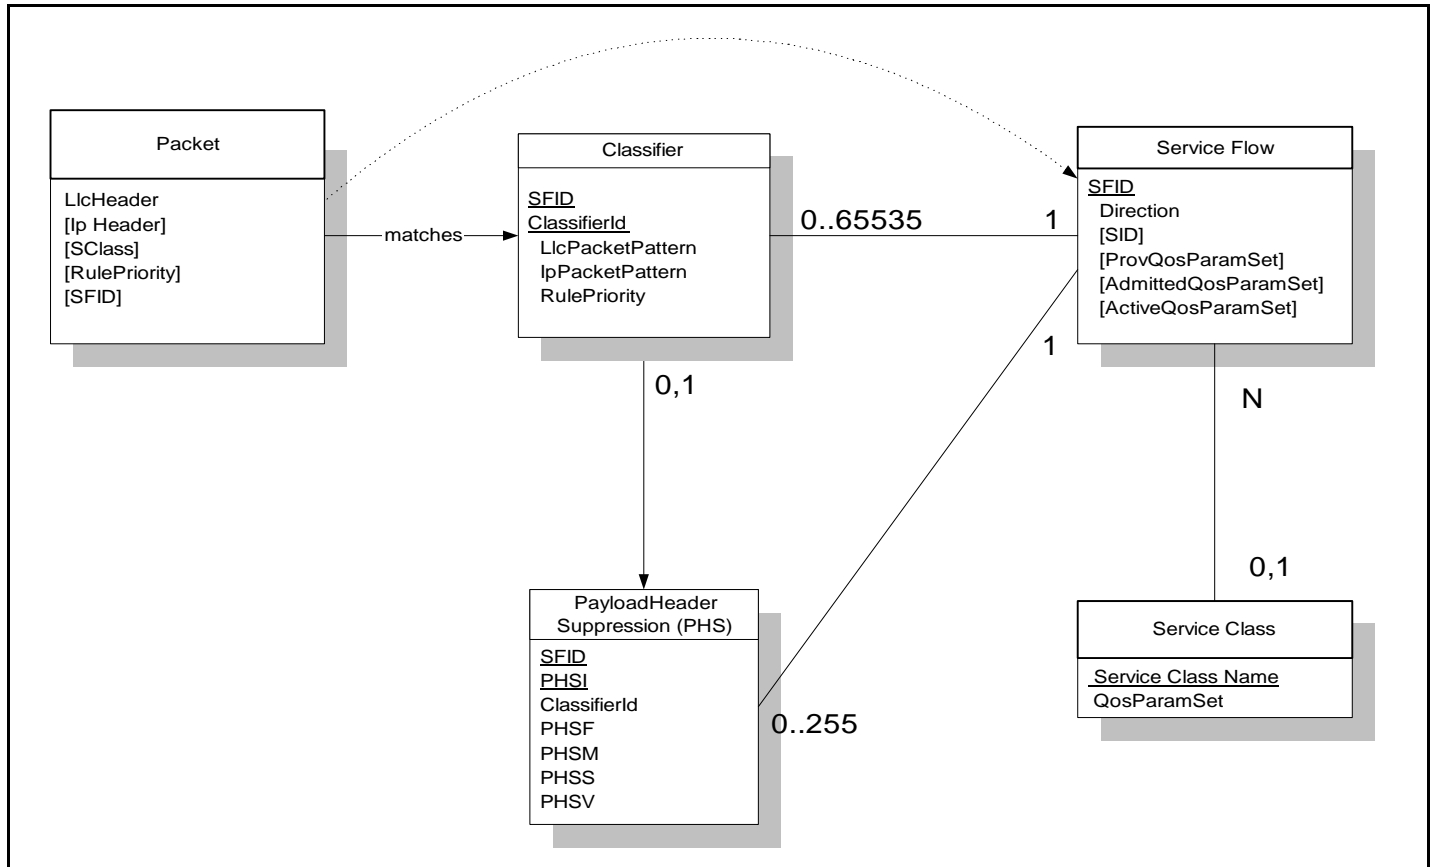 Packet
LlcHeader
[Ip Header]
[SClass]
[RulePriority]
[SFID]
matches
Classifier
SFID
ClassifierId
LlcPacketPattern
IpPacketPattern
RulePriority
0..65535
1
Service Flow
SFID
Direction
[SID]
[ProvQosParamSet]
[AdmittedQosParamSet]
[ActiveQosParamSet]
0,1
1
N
PayloadHeader
Suppression (PHS)
SFID
PHSI
ClassifierId
PHSF
PHSM
PHSS
PHSV
0..255
0,1
Service Class
Service Class Name
QosParamSet